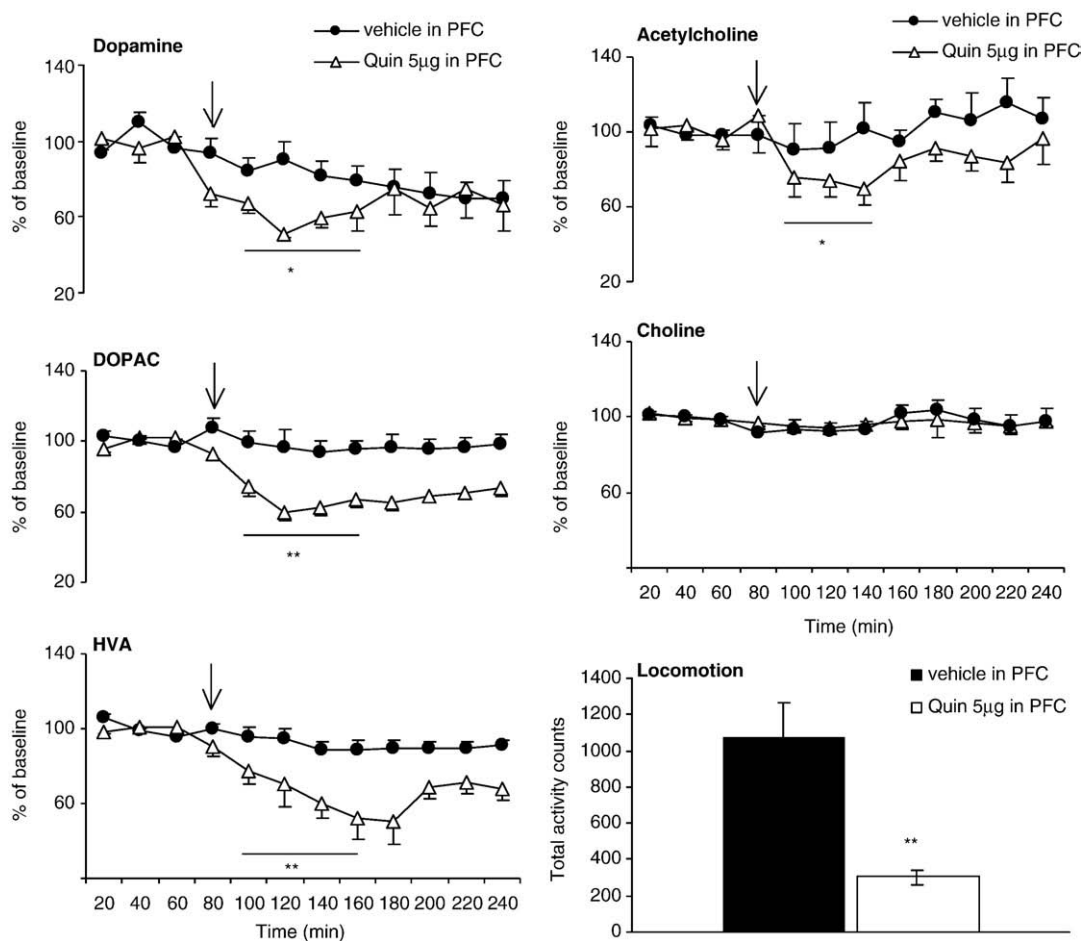 Dopamine
vehicle in PFC
Quin 5µg in PFC
140
100
60
20
% of baseline
*
DOPAC
140
100
60
20
% of baseline
**
HVA
140
100
60
% of baseline
**
20 40 60 80 100 120 140 160 180 200 220 240
Time (min)
Acetylcholine
vehicle in PFC
Quin 5µg in PFC
140
100
60
20
% of baseline
*
Choline
140
100
60
% of baseline
20 40 60 80 100 120 140 160 180 200 220 240
Time (min)
Locomotion
vehicle in PFC
Quin 5µg in PFC
1400
1200
1000
800
600
400
200
0
Total activity counts
**